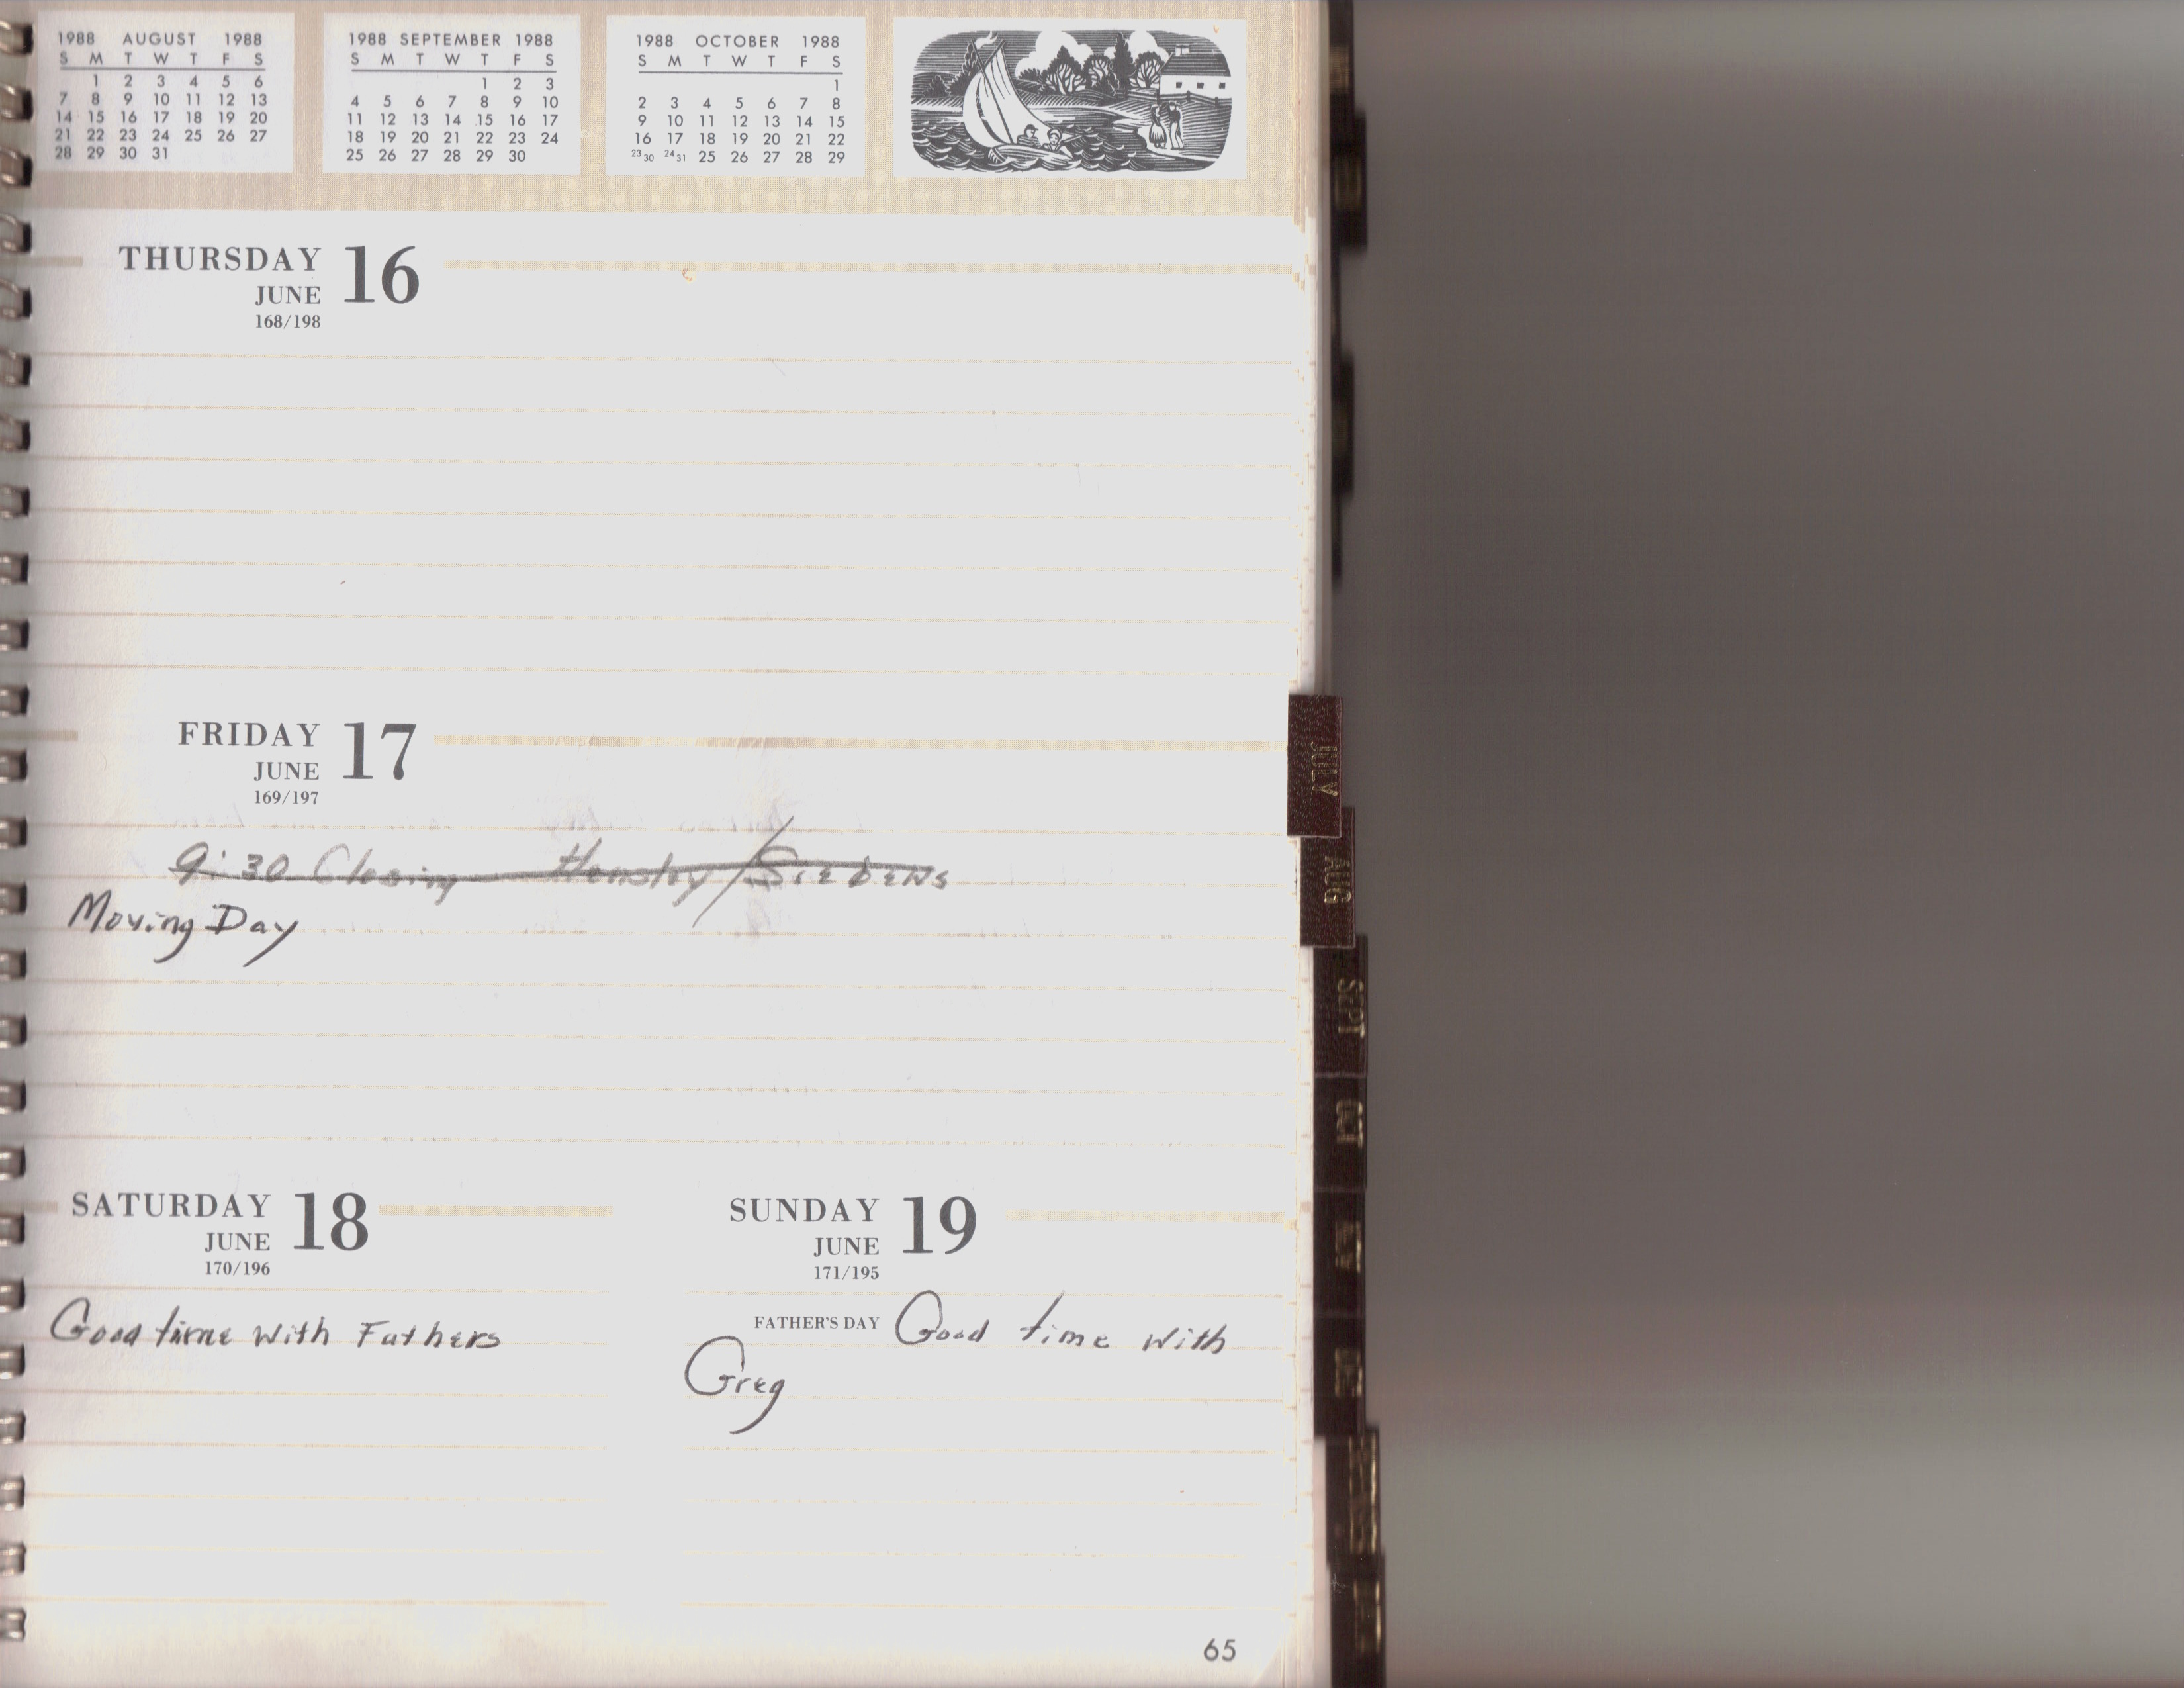 1988 AUGUST 1988
S M T W T F S
1 2 3 4 5 6
7 8 9 10 11 12 13
14 15 16 17 18 19 20
21 22 23 24 25 26 27
28 29 30 31
1988 SEPTEMBER 1988
S M T W T F S
1 2 3
4 5 6 7 8 9 10
11 12 13 14 15 16 17
18 19 20 21 22 23 24
25 26 27 28 29 30
1988 OCTOBER 1988
S M T W T F S
1
2 3 4 5 6 7 8
9 10 11 12 13 14 15
16 17 18 19 20 21 22
23 30 24 31 25 26 27 28 29
THURSDAY 16
JUNE
168/198
FRIDAY 17
JUNE
169/197
9:30 Closing Hensley/Siebens
Moving Day
SATURDAY 18
JUNE
170/196
Good time with Fathers
SUNDAY 19
JUNE
171/195
FATHER'S DAY Good time with
Greg
65
JULY
AUG
SEPT
OCT